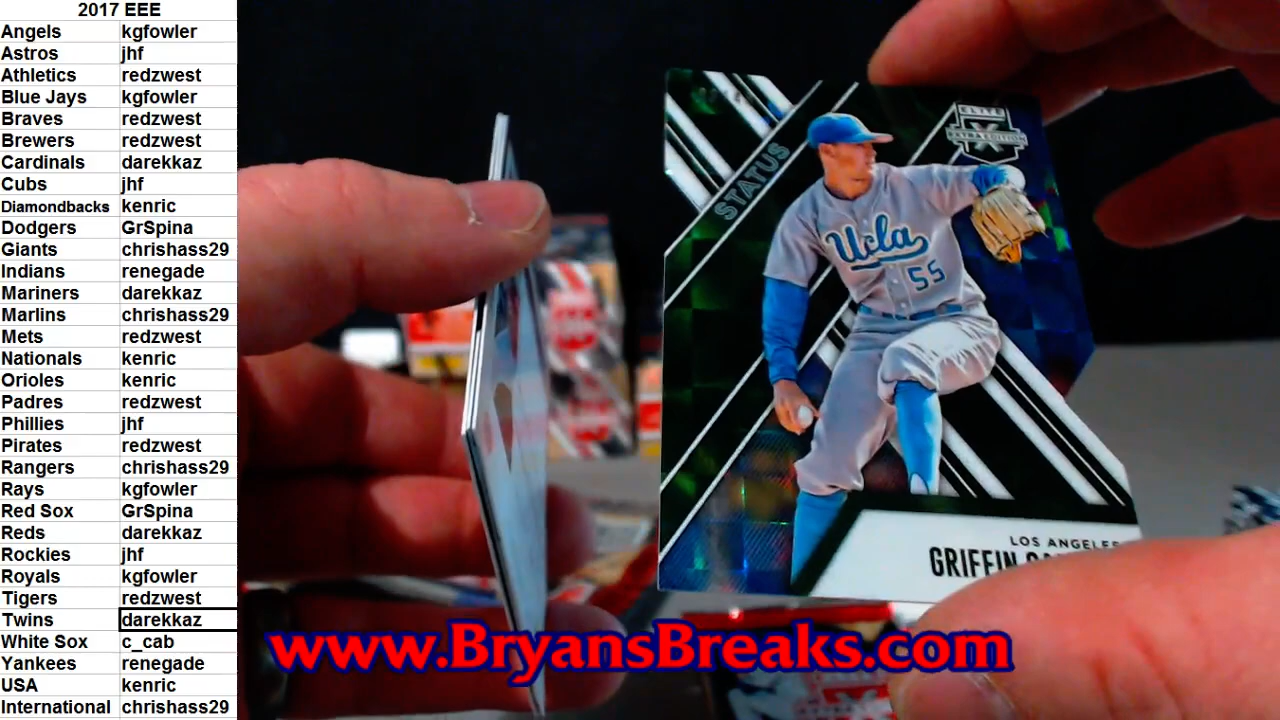 2017 EEE
Angels kgfowler
Astros jhf
Athletics redzwest
Blue Jays kgfowler
Braves redzwest
Brewers redzwest
Cardinals darekkaz
Cubs jhf
Diamondbacks kenric
Dodgers GrSpina
Giants chrishass29
Indians renegade
Mariners darekkaz
Marlins chrishass29
Mets redzwest
Nationals kenric
Orioles kenric
Padres redzwest
Phillies jhf
Pirates redzwest
Rangers chrishass29
Rays kgfowler
Red Sox GrSpina
Reds darekkaz
Rockies jhf
Royals kgfowler
Tigers redzwest
Twins darekkaz
White Sox c_cab
Yankees renegade
USA kenric
International chrishass29
STATUS
ELITE
X
EXTRA EDITION
Ucla
55
LOS ANGELES
GRIFFIN
www.BryansBreaks.com